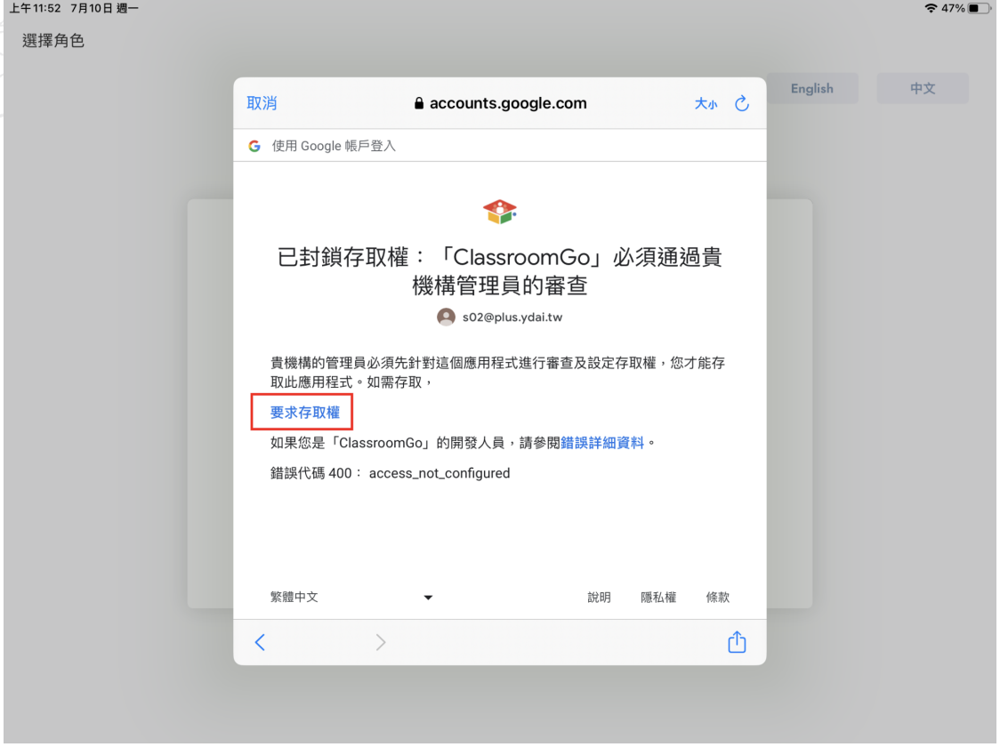 上午11:52 7月10日 週一
47%
選擇角色
English
中文
取消
accounts.google.com
大小
G 使用 Google 帳戶登入
已封鎖存取權：「ClassroomGo」必須通過貴
機構管理員的審查
s02@plus.ydai.tw
貴機構的管理員必須先針對這個應用程式進行審查及設定存取權，您才能存
取此應用程式。如需存取，
要求存取權
如果您是「ClassroomGo」的開發人員，請參閱錯誤詳細資料。
錯誤代碼 400： access_not_configured
繁體中文
說明 隱私權 條款